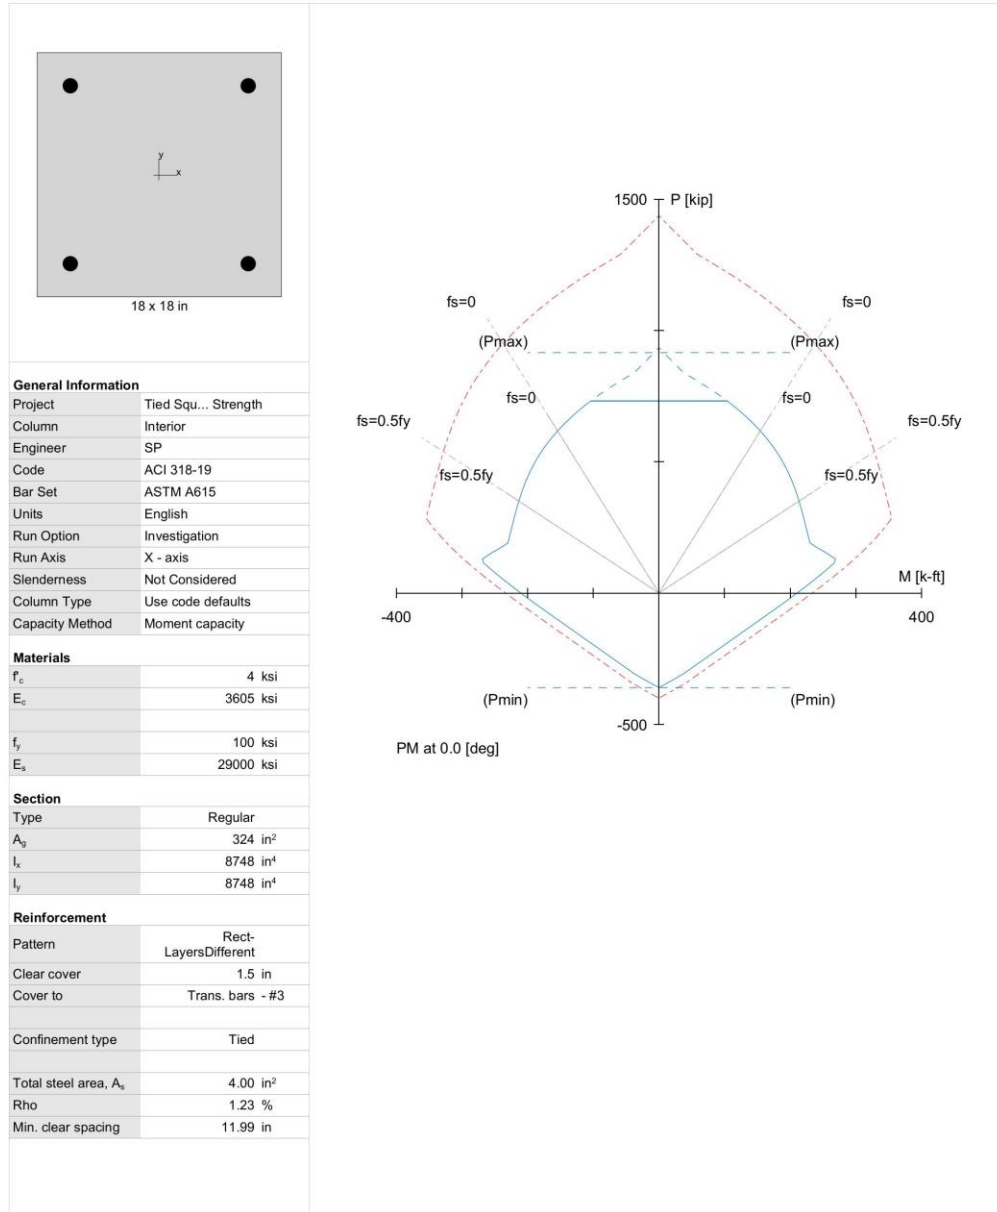 y
x
18 x 18 in
General Information
Project Tied Squ... Strength
Column Interior
Engineer SP
Code ACI 318-19
Bar Set ASTM A615
Units English
Run Option Investigation
Run Axis X - axis
Slenderness Not Considered
Column Type Use code defaults
Capacity Method Moment capacity
Materials
f'c 4 ksi
Ec 3605 ksi
fy 100 ksi
Es 29000 ksi
Section
Type Regular
Ag 324 in²
Ix 8748 in⁴
Iy 8748 in⁴
Reinforcement
Pattern Rect-
LayersDifferent
Clear cover 1.5 in
Cover to Trans. bars - #3
Confinement type Tied
Total steel area, As 4.00 in²
Rho 1.23 %
Min. clear spacing 11.99 in
1500 P [kip]
fs=0 fs=0
(Pmax) (Pmax)
fs=0 fs=0
fs=0.5fy fs=0.5fy
fs=0.5fy fs=0.5fy
M [k-ft]
-400 400
(Pmin) (Pmin)
-500
PM at 0.0 [deg]